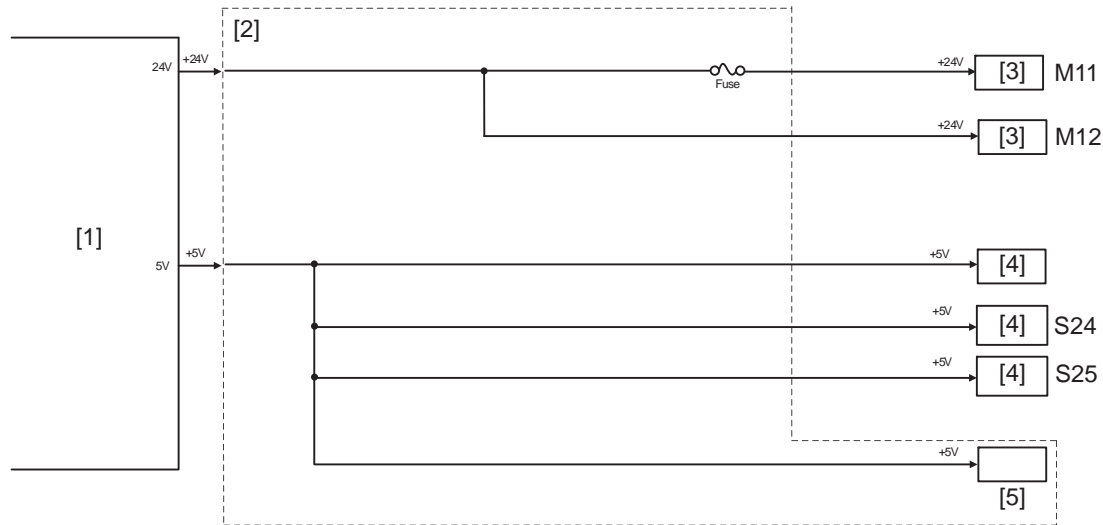 [2]
24V +24V +24V [3] M11
Fuse
+24V [3] M12
[1]
5V +5V +5V [4]
+5V [4] S24
+5V [4] S25
+5V
[5]